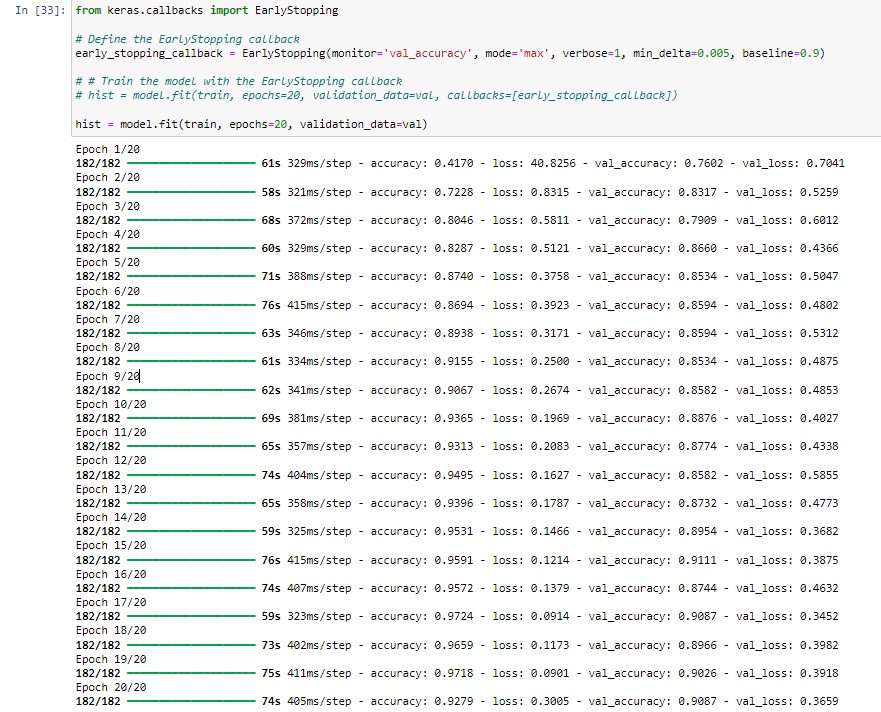 In [33]: from keras.callbacks import EarlyStopping
# Define the EarlyStopping callback
early_stopping_callback = EarlyStopping(monitor='val_accuracy', mode='max', verbose=1, min_delta=0.005, baseline=0.9)
# # Train the model with the EarlyStopping callback
# hist = model.fit(train, epochs=20, validation_data=val, callbacks=[early_stopping_callback])
hist = model.fit(train, epochs=20, validation_data=val)
Epoch 1/20
182/182 61s 329ms/step - accuracy: 0.4170 - loss: 40.8256 - val_accuracy: 0.7602 - val_loss: 0.7041
Epoch 2/20
182/182 58s 321ms/step - accuracy: 0.7228 - loss: 0.8315 - val_accuracy: 0.8317 - val_loss: 0.5259
Epoch 3/20
182/182 68s 372ms/step - accuracy: 0.8046 - loss: 0.5811 - val_accuracy: 0.7909 - val_loss: 0.6012
Epoch 4/20
182/182 60s 329ms/step - accuracy: 0.8287 - loss: 0.5121 - val_accuracy: 0.8660 - val_loss: 0.4366
Epoch 5/20
182/182 71s 388ms/step - accuracy: 0.8740 - loss: 0.3758 - val_accuracy: 0.8534 - val_loss: 0.5047
Epoch 6/20
182/182 76s 415ms/step - accuracy: 0.8694 - loss: 0.3923 - val_accuracy: 0.8594 - val_loss: 0.4802
Epoch 7/20
182/182 63s 346ms/step - accuracy: 0.8938 - loss: 0.3171 - val_accuracy: 0.8594 - val_loss: 0.5312
Epoch 8/20
182/182 61s 334ms/step - accuracy: 0.9155 - loss: 0.2500 - val_accuracy: 0.8534 - val_loss: 0.4875
Epoch 9/20
182/182 62s 341ms/step - accuracy: 0.9067 - loss: 0.2674 - val_accuracy: 0.8582 - val_loss: 0.4853
Epoch 10/20
182/182 69s 381ms/step - accuracy: 0.9365 - loss: 0.1969 - val_accuracy: 0.8876 - val_loss: 0.4027
Epoch 11/20
182/182 65s 357ms/step - accuracy: 0.9313 - loss: 0.2083 - val_accuracy: 0.8774 - val_loss: 0.4338
Epoch 12/20
182/182 74s 404ms/step - accuracy: 0.9495 - loss: 0.1627 - val_accuracy: 0.8582 - val_loss: 0.5855
Epoch 13/20
182/182 65s 358ms/step - accuracy: 0.9396 - loss: 0.1787 - val_accuracy: 0.8732 - val_loss: 0.4773
Epoch 14/20
182/182 59s 325ms/step - accuracy: 0.9531 - loss: 0.1466 - val_accuracy: 0.8954 - val_loss: 0.3682
Epoch 15/20
182/182 76s 415ms/step - accuracy: 0.9591 - loss: 0.1214 - val_accuracy: 0.9111 - val_loss: 0.3875
Epoch 16/20
182/182 74s 407ms/step - accuracy: 0.9572 - loss: 0.1379 - val_accuracy: 0.8744 - val_loss: 0.4632
Epoch 17/20
182/182 59s 323ms/step - accuracy: 0.9724 - loss: 0.0914 - val_accuracy: 0.9087 - val_loss: 0.3452
Epoch 18/20
182/182 73s 402ms/step - accuracy: 0.9659 - loss: 0.1173 - val_accuracy: 0.8966 - val_loss: 0.3982
Epoch 19/20
182/182 75s 411ms/step - accuracy: 0.9718 - loss: 0.0901 - val_accuracy: 0.9026 - val_loss: 0.3918
Epoch 20/20
182/182 74s 405ms/step - accuracy: 0.9279 - loss: 0.3005 - val_accuracy: 0.9087 - val_loss: 0.3659